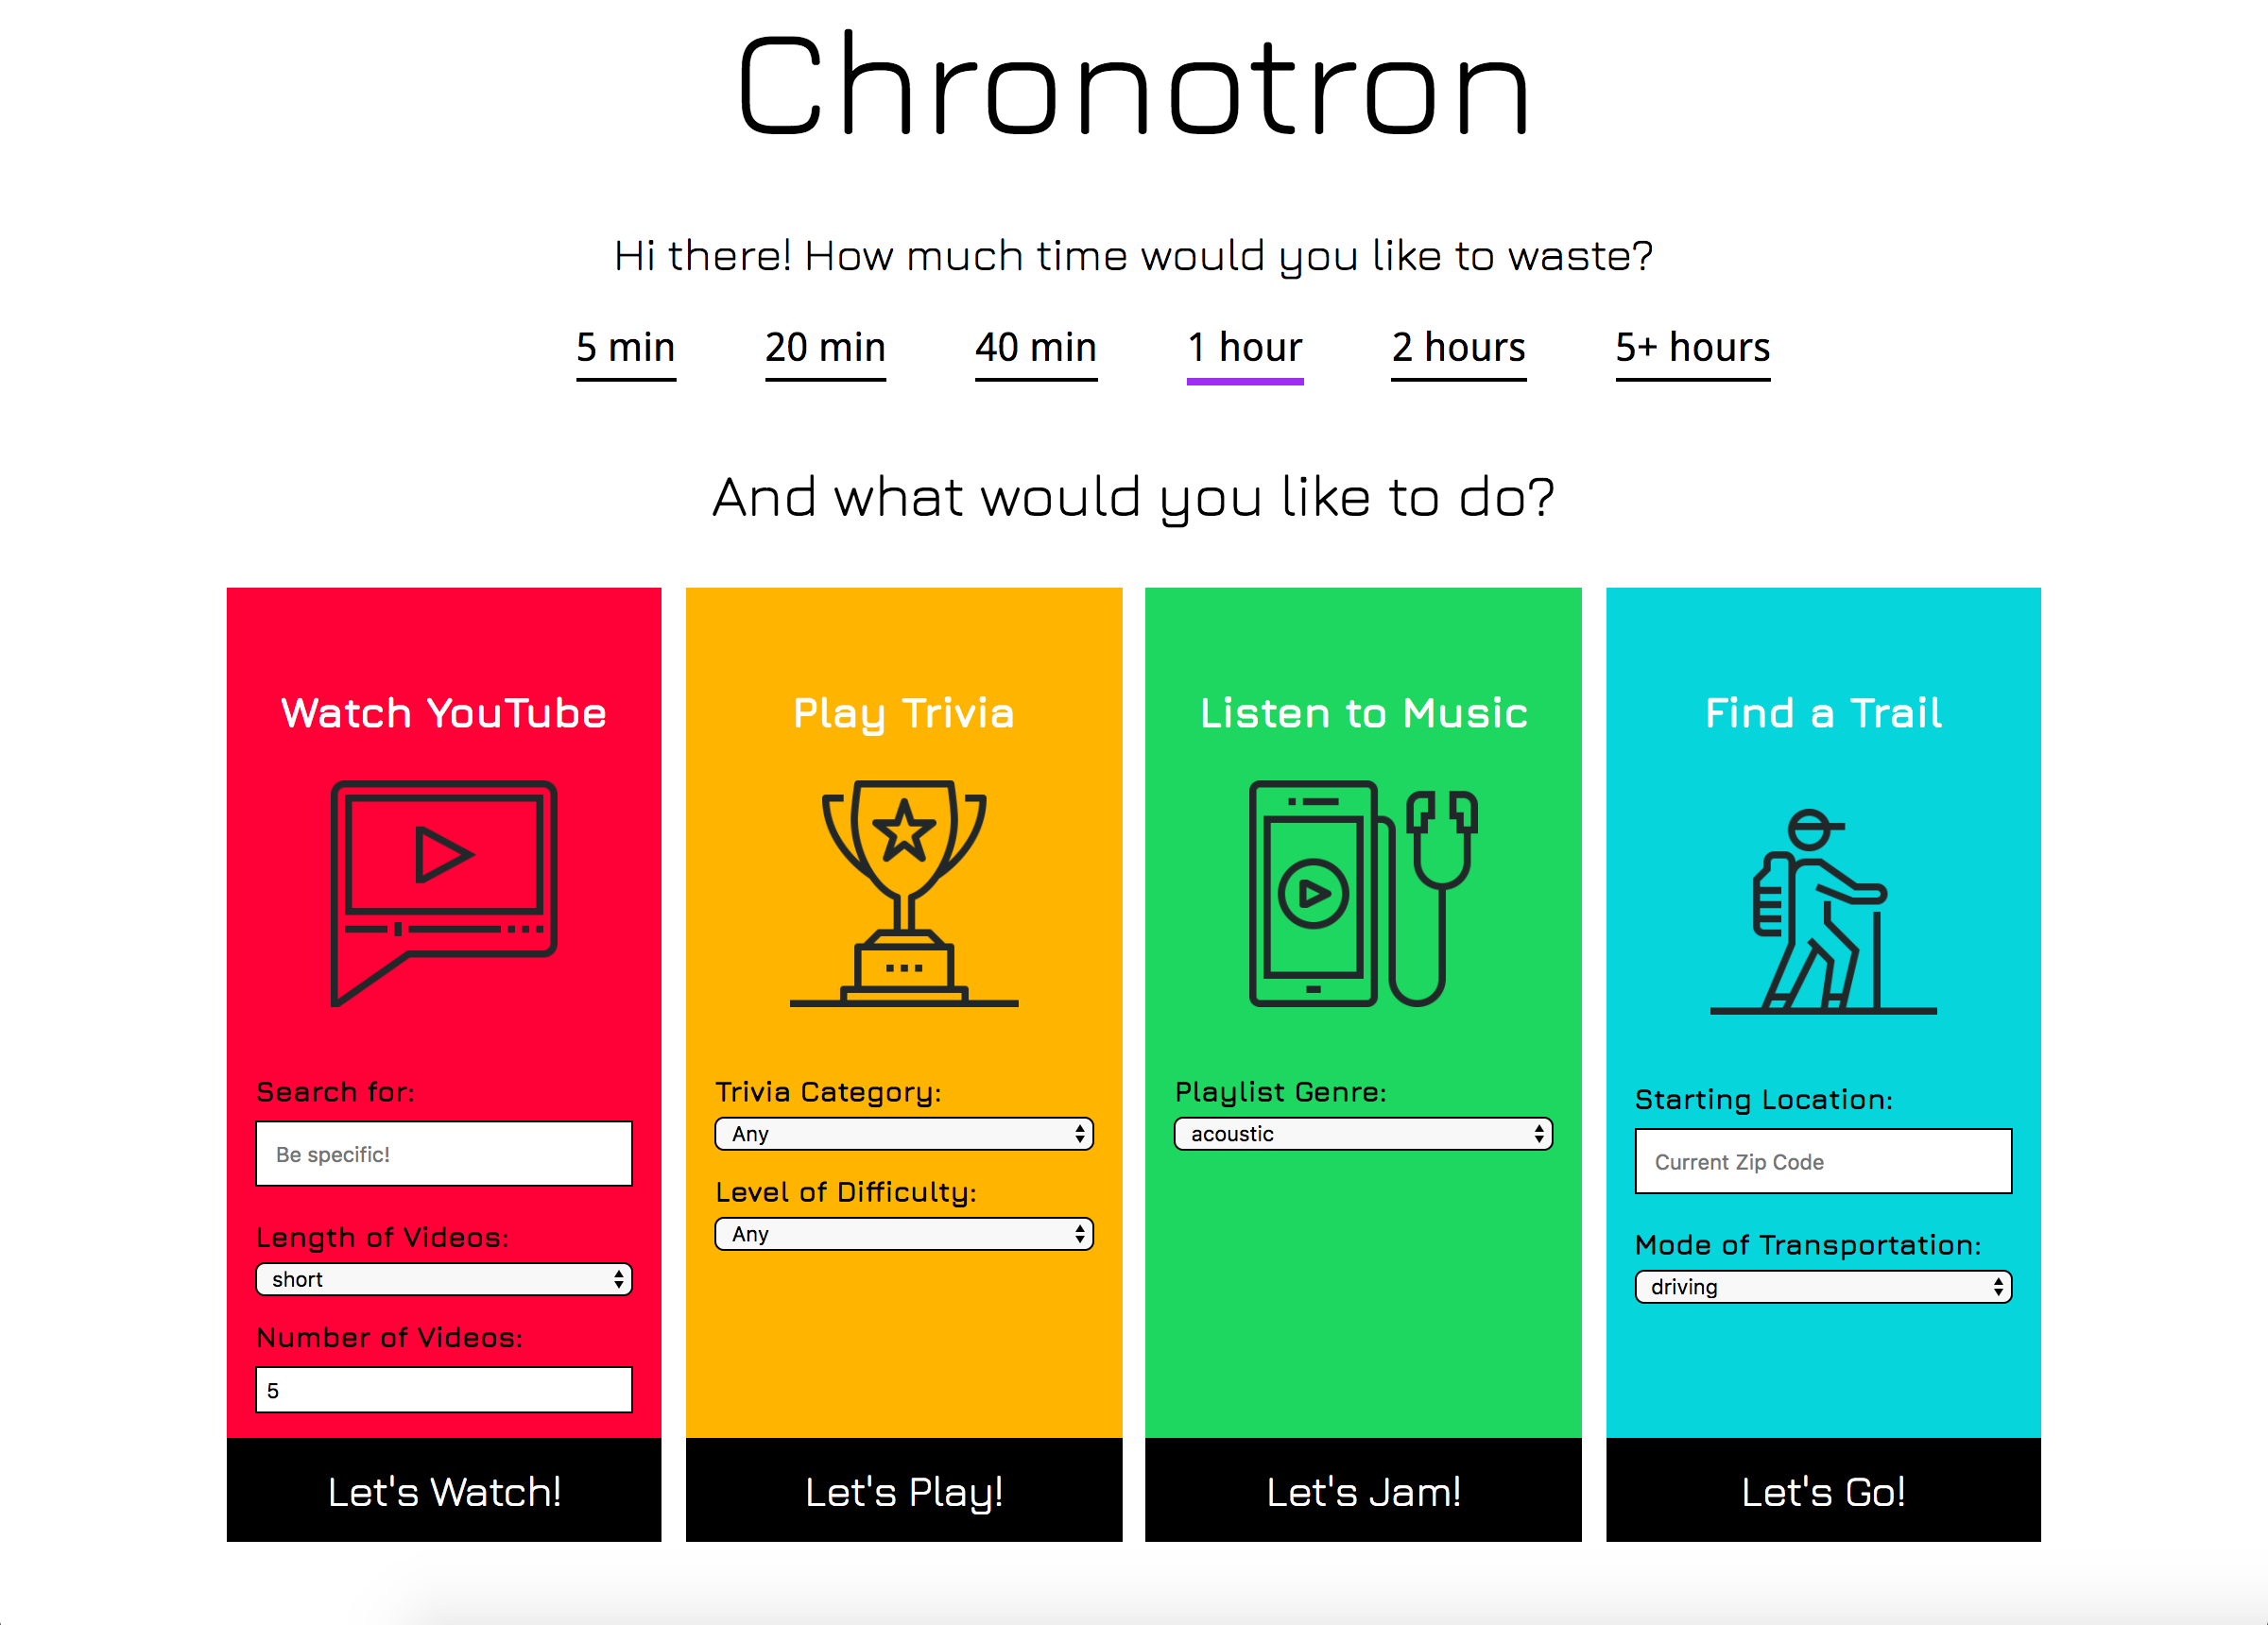 Chronotron
Hi there! How much time would you like to waste?
5 min 20 min 40 min 1 hour 2 hours 5+ hours
And what would you like to do?
Watch YouTube
Search for:
Be specific!
Length of Videos:
short
Number of Videos:
5
Let's Watch!
Play Trivia
Trivia Category:
Any
Level of Difficulty:
Any
Let's Play!
Listen to Music
Playlist Genre:
acoustic
Let's Jam!
Find a Trail
Starting Location:
Current Zip Code
Mode of Transportation:
driving
Let's Go!